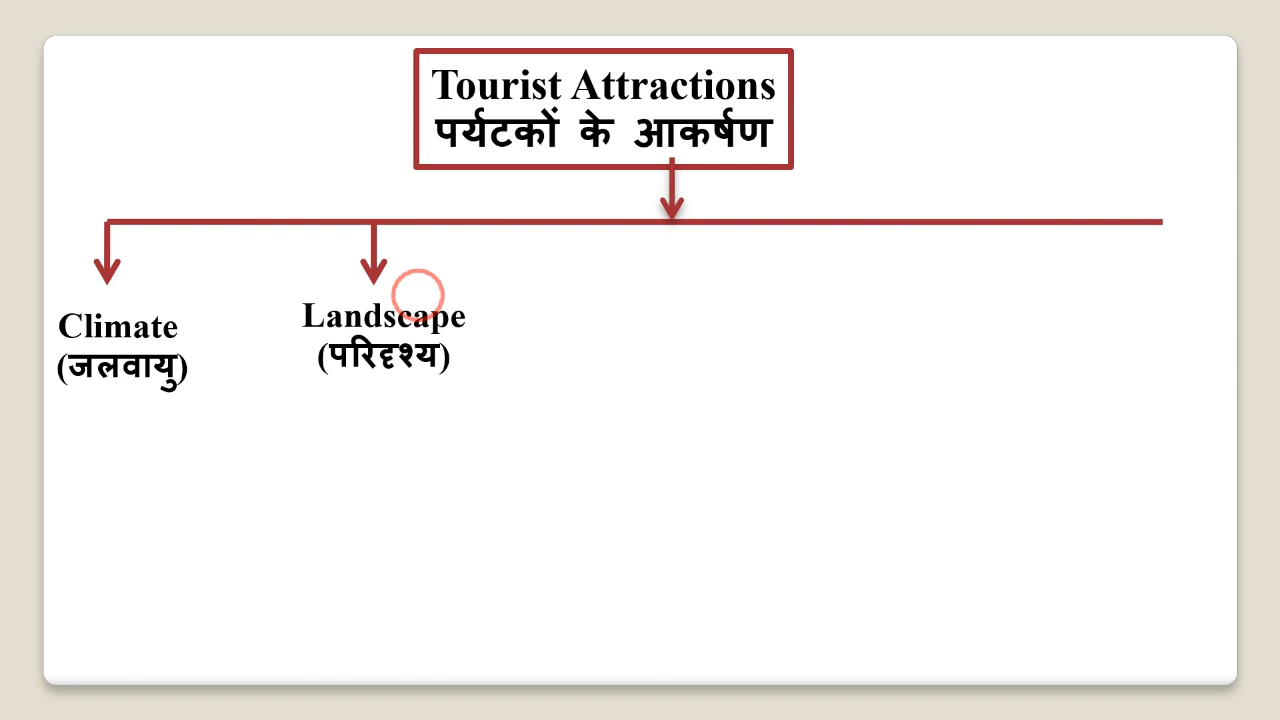 Tourist Attractions
पर्यटकों के आकर्षण
Climate
(जलवायु)
Landscape
(परिदृश्य)